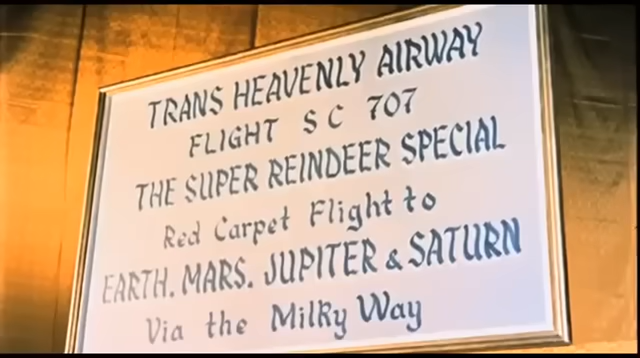 TRANS HEAVENLY AIRWAY
FLIGHT SC 707
THE SUPER REINDEER SPECIAL
Red Carpet Flight to
EARTH. MARS. JUPITER & SATURN
Via the Milky Way